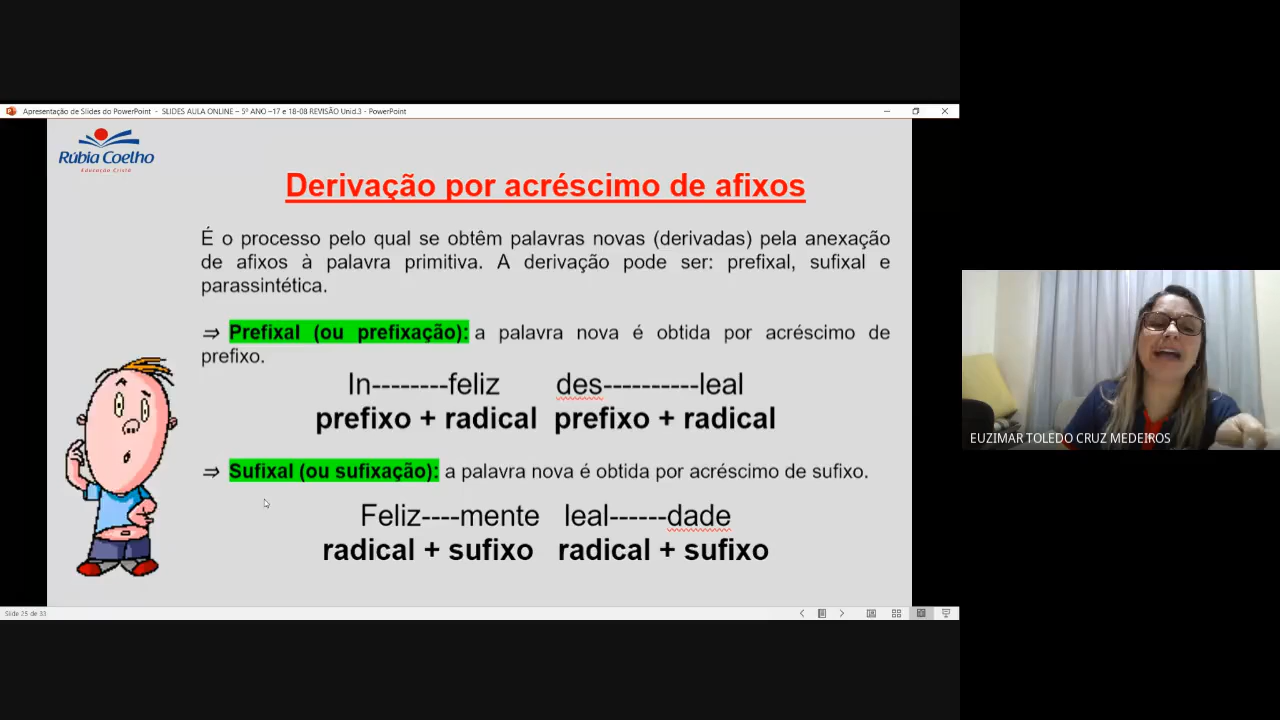 Apresentação de Slides do PowerPoint - SLIDES AULA ONLINE – 5º ANO –17 e 18-08 REVISÃO Unid.3 - PowerPoint
Rúbia Coelho
Educação Cristã
Derivação por acréscimo de afixos
É o processo pelo qual se obtêm palavras novas (derivadas) pela anexação
de afixos à palavra primitiva. A derivação pode ser: prefixal, sufixal e
parassintética.
⇒ Prefixal (ou prefixação): a palavra nova é obtida por acréscimo de
prefixo.
In--------feliz des----------leal
prefixo + radical prefixo + radical
⇒ Sufixal (ou sufixação): a palavra nova é obtida por acréscimo de sufixo.
Feliz----mente leal------dade
radical + sufixo radical + sufixo
Slide 25 de 33
EUZIMAR TOLEDO CRUZ MEDEIROS